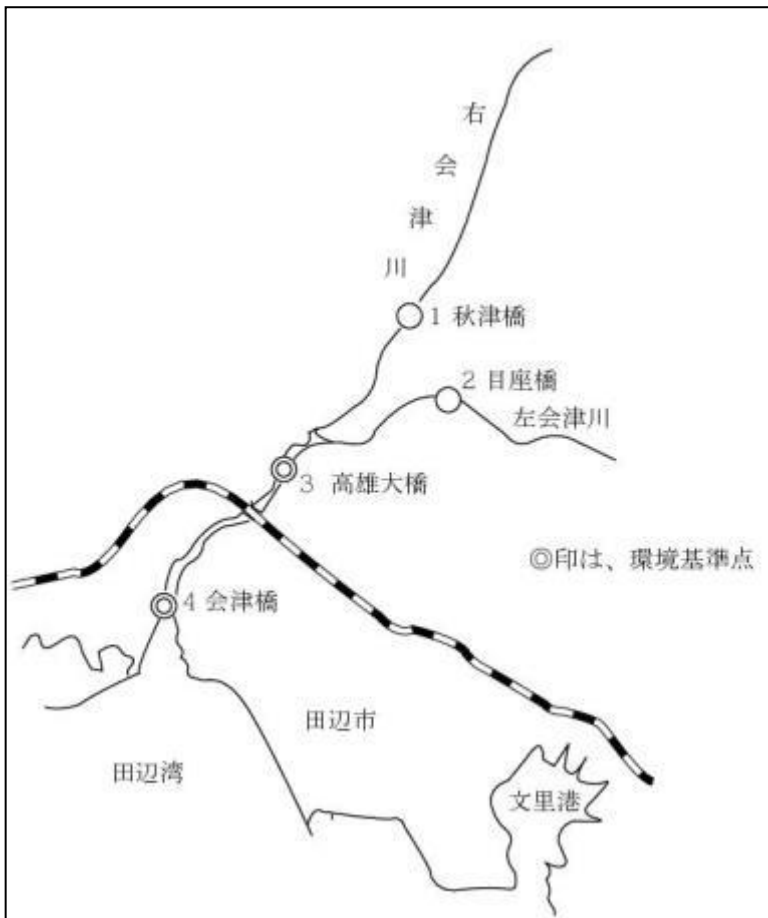 右会津川
1 秋津橋
2 目座橋
左会津川
3 高雄大橋
◎印は、環境基準点
4 会津橋
田辺市
田辺湾
文里港